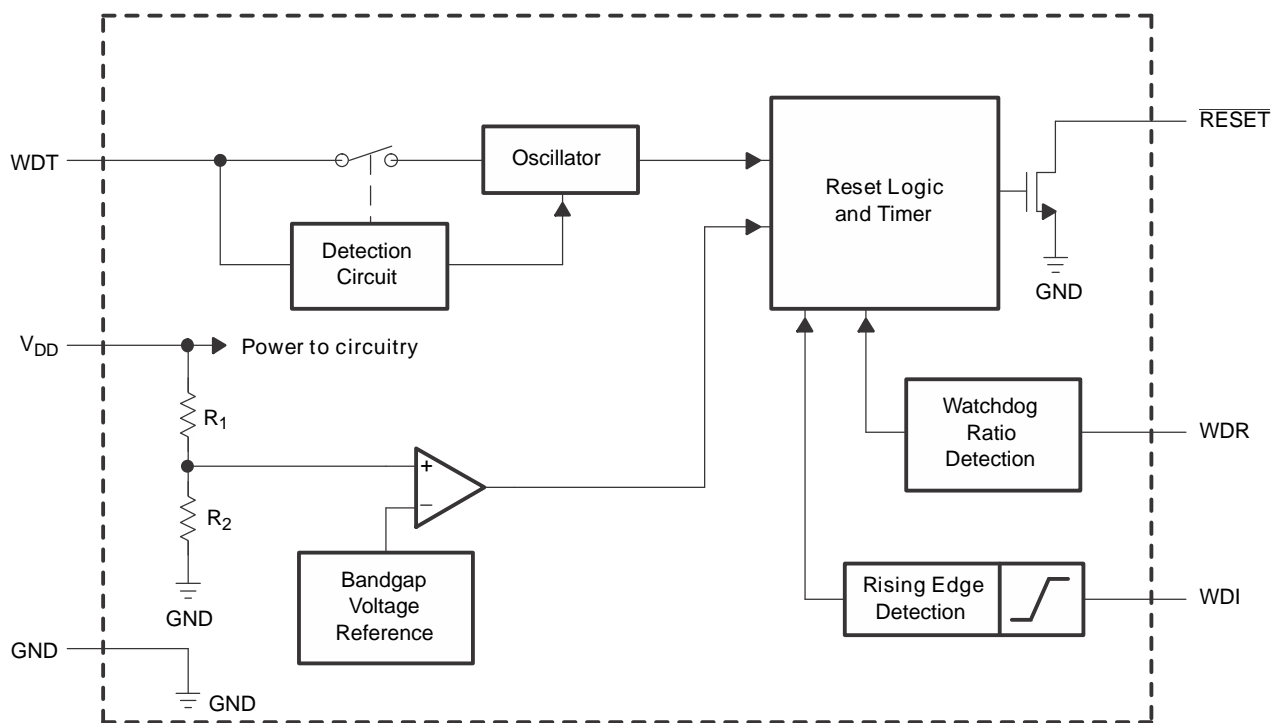 RESET
WDT
Oscillator
Reset Logic
and Timer
Detection
Circuit
GND
VDD
Power to circuitry
R1
Watchdog
Ratio
Detection
WDR
+
−
R2
Bandgap
Voltage
Reference
Rising Edge
Detection
WDI
GND
GND
GND